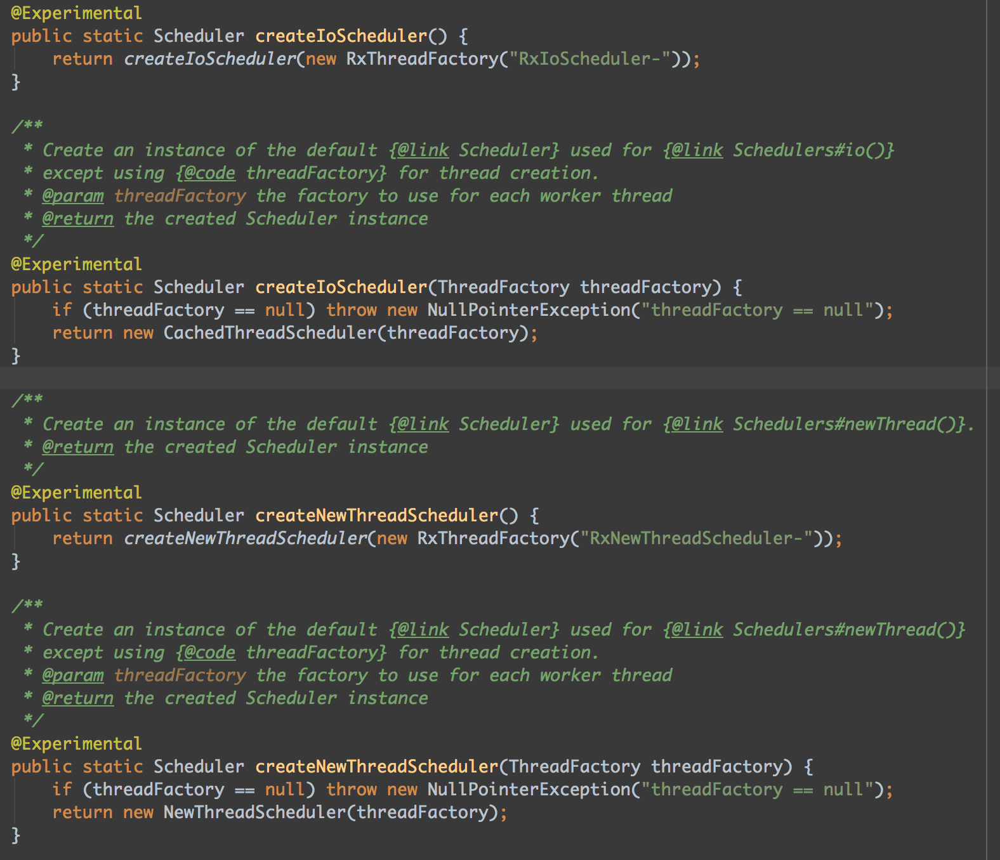 @Experimental
public static Scheduler createIoScheduler() {
    return createIoScheduler(new RxThreadFactory("RxIoScheduler-"));
}

/**
 * Create an instance of the default {@link Scheduler} used for {@link Schedulers#io()}
 * except using {@code threadFactory} for thread creation.
 * @param threadFactory the factory to use for each worker thread
 * @return the created Scheduler instance
 */
@Experimental
public static Scheduler createIoScheduler(ThreadFactory threadFactory) {
    if (threadFactory == null) throw new NullPointerException("threadFactory == null");
    return new CachedThreadScheduler(threadFactory);
}

/**
 * Create an instance of the default {@link Scheduler} used for {@link Schedulers#newThread()}.
 * @return the created Scheduler instance
 */
@Experimental
public static Scheduler createNewThreadScheduler() {
    return createNewThreadScheduler(new RxThreadFactory("RxNewThreadScheduler-"));
}

/**
 * Create an instance of the default {@link Scheduler} used for {@link Schedulers#newThread()}
 * except using {@code threadFactory} for thread creation.
 * @param threadFactory the factory to use for each worker thread
 * @return the created Scheduler instance
 */
@Experimental
public static Scheduler createNewThreadScheduler(ThreadFactory threadFactory) {
    if (threadFactory == null) throw new NullPointerException("threadFactory == null");
    return new NewThreadScheduler(threadFactory);
}